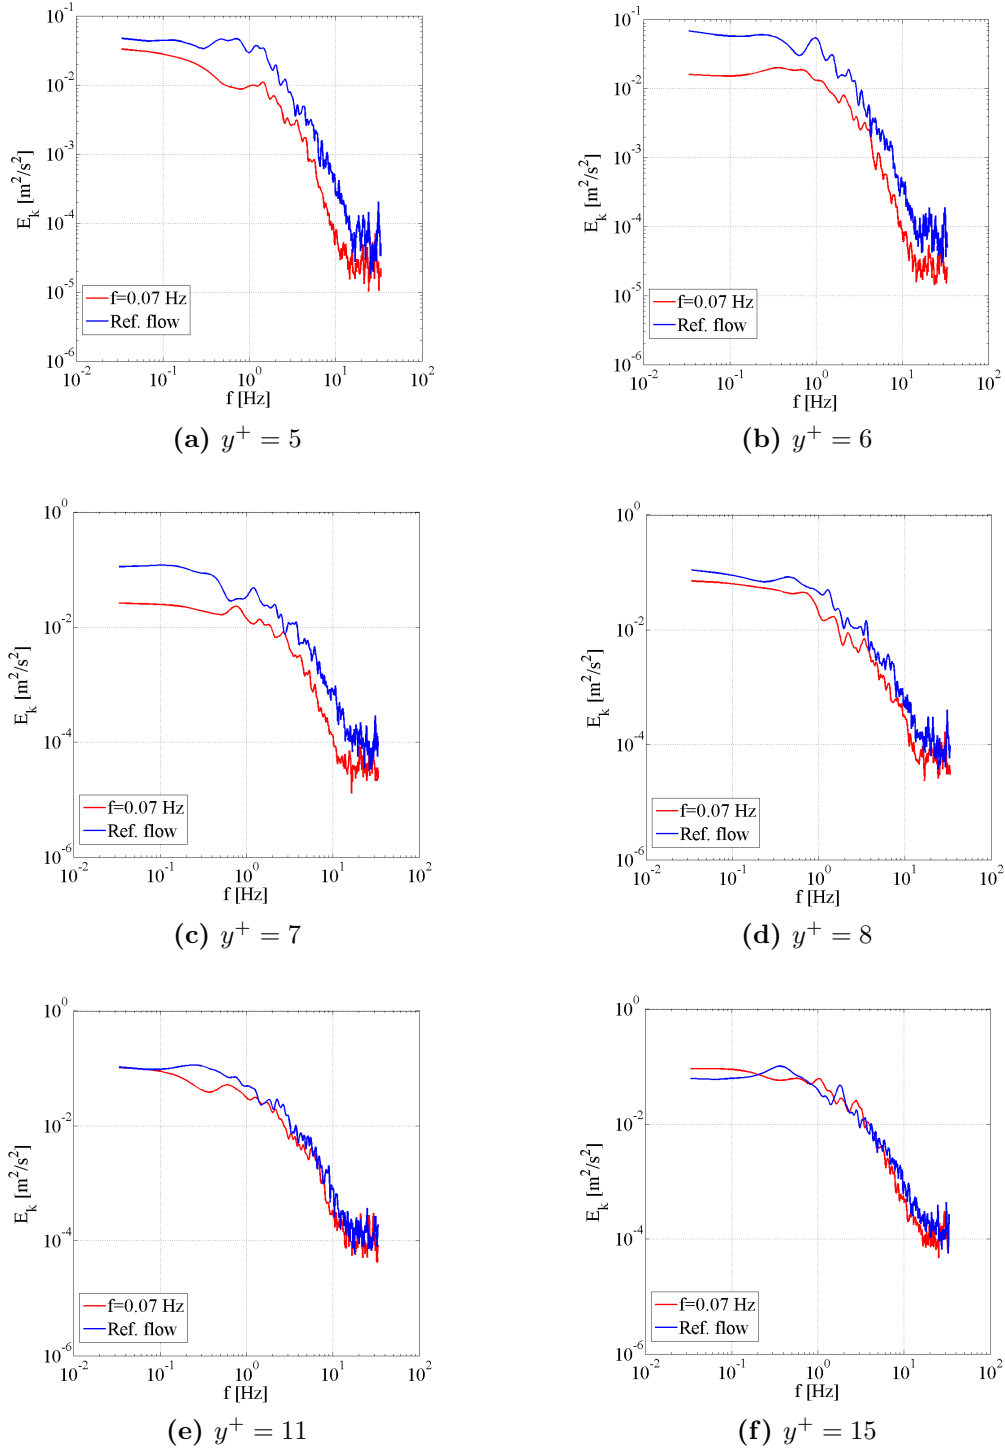 10^-1
10^-2
10^-3
10^-4
10^-5
10^-6
E_k [m^2/s^2]
f=0.07 Hz
Ref. flow
10^-2 10^-1 10^0 10^1 10^2
f [Hz]
(a) y^+ = 5
10^-1
10^-2
10^-3
10^-4
10^-5
10^-6
E_k [m^2/s^2]
f=0.07 Hz
Ref. flow
10^-2 10^-1 10^0 10^1 10^2
f [Hz]
(b) y^+ = 6
10^0
10^-2
10^-4
10^-6
E_k [m^2/s^2]
f=0.07 Hz
Ref. flow
10^-2 10^-1 10^0 10^1 10^2
f [Hz]
(c) y^+ = 7
10^0
10^-2
10^-4
10^-6
E_k [m^2/s^2]
f=0.07 Hz
Ref. flow
10^-2 10^-1 10^0 10^1 10^2
f [Hz]
(d) y^+ = 8
10^0
10^-2
10^-4
10^-6
E_k [m^2/s^2]
f=0.07 Hz
Ref. flow
10^-2 10^-1 10^0 10^1 10^2
f [Hz]
(e) y^+ = 11
10^0
10^-2
10^-4
10^-6
E_k [m^2/s^2]
f=0.07 Hz
Ref. flow
10^-2 10^-1 10^0 10^1 10^2
f [Hz]
(f) y^+ = 15